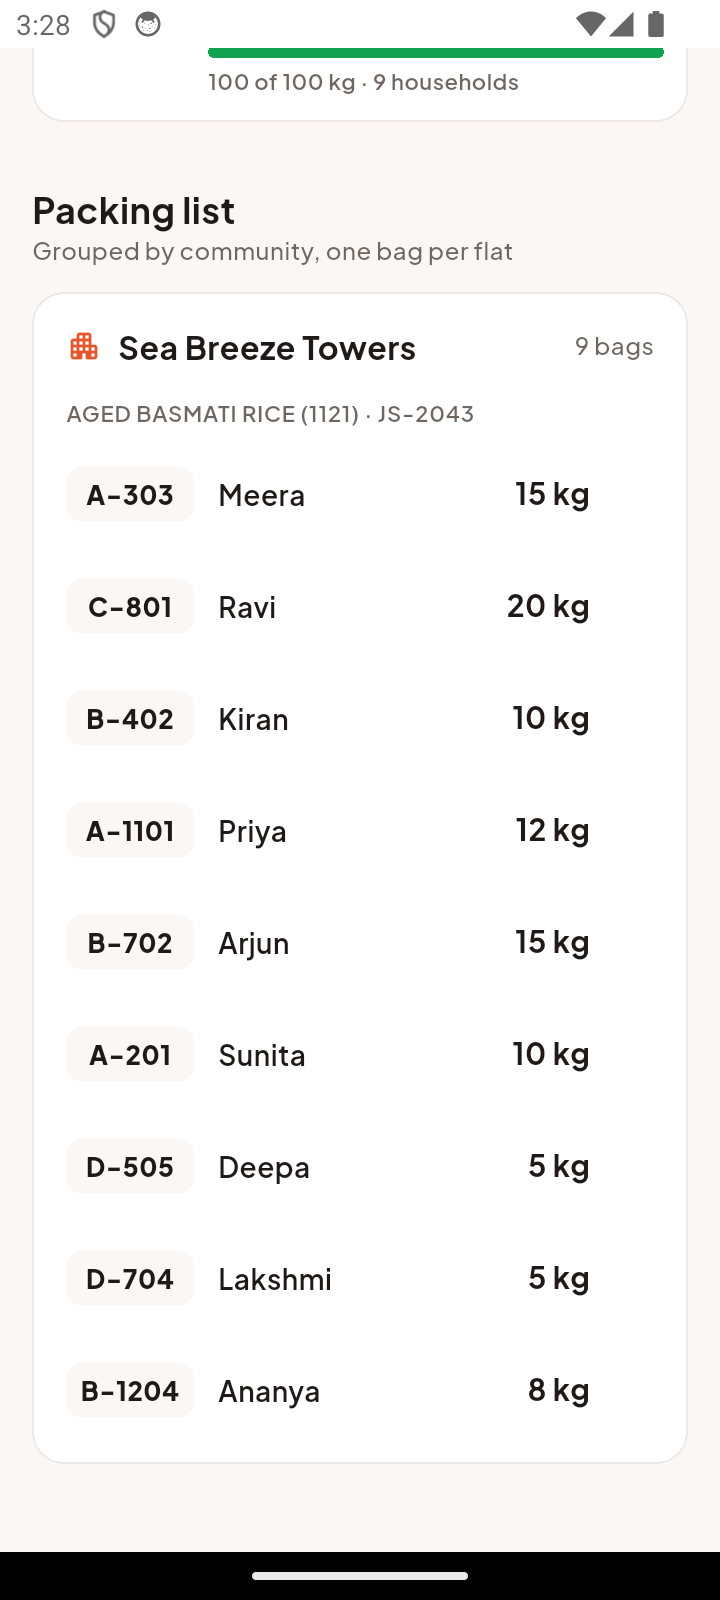 3:28
100 of 100 kg · 9 households
Packing list
Grouped by community, one bag per flat
Sea Breeze Towers 9 bags
AGED BASMATI RICE (1121) · JS-2043
A-303 Meera 15 kg
C-801 Ravi 20 kg
B-402 Kiran 10 kg
A-1101 Priya 12 kg
B-702 Arjun 15 kg
A-201 Sunita 10 kg
D-505 Deepa 5 kg
D-704 Lakshmi 5 kg
B-1204 Ananya 8 kg